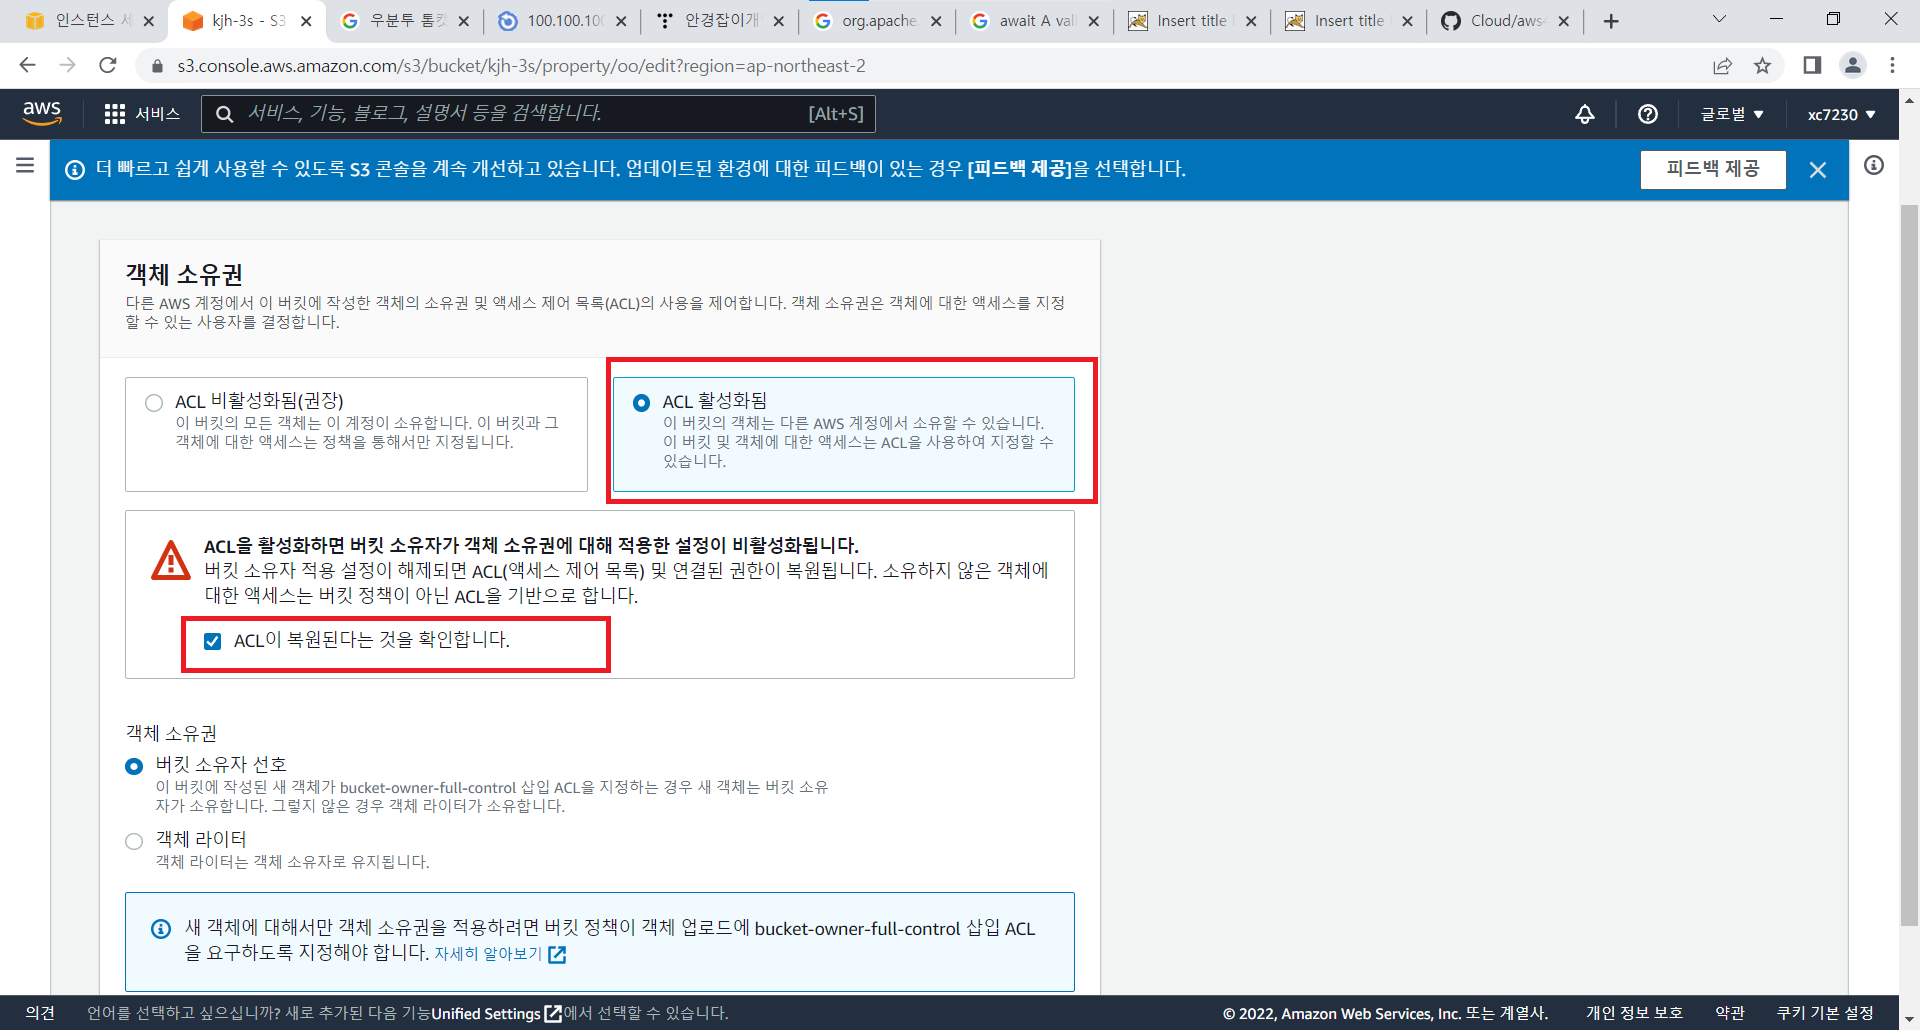 인스턴스 세
kjh-3s - S3
우분투 톰캣
100.100.100
안경잡이개
org.apache.
await A val
Insert title
Insert title
Cloud/aws
s3.console.aws.amazon.com/s3/bucket/kjh-3s/property/oo/edit?region=ap-northeast-2
aws
서비스
서비스, 기능, 블로그, 설명서 등을 검색합니다.
[Alt+S]
글로벌 ▼
xc7230 ▼
더 빠르고 쉽게 사용할 수 있도록 S3 콘솔을 계속 개선하고 있습니다. 업데이트된 환경에 대한 피드백이 있는 경우 [피드백 제공]을 선택합니다.
피드백 제공
객체 소유권
다른 AWS 계정에서 이 버킷에 작성한 객체의 소유권 및 액세스 제어 목록(ACL)의 사용을 제어합니다. 객체 소유권은 객체에 대한 액세스를 지정
할 수 있는 사용자를 결정합니다.
ACL 비활성화됨(권장)
이 버킷의 모든 객체는 이 계정이 소유합니다. 이 버킷과 그
객체에 대한 액세스는 정책을 통해서만 지정됩니다.
ACL 활성화됨
이 버킷의 객체는 다른 AWS 계정에서 소유할 수 있습니다.
이 버킷 및 객체에 대한 액세스는 ACL을 사용하여 지정할 수
있습니다.
ACL을 활성화하면 버킷 소유자가 객체 소유권에 대해 적용한 설정이 비활성화됩니다.
버킷 소유자 적용 설정이 해제되면 ACL(액세스 제어 목록) 및 연결된 권한이 복원됩니다. 소유하지 않은 객체에
대한 액세스는 버킷 정책이 아닌 ACL을 기반으로 합니다.
ACL이 복원된다는 것을 확인합니다.
객체 소유권
버킷 소유자 선호
이 버킷에 작성된 새 객체가 bucket-owner-full-control 삽입 ACL을 지정하는 경우 새 객체는 버킷 소유
자가 소유합니다. 그렇지 않은 경우 객체 라이터가 소유합니다.
객체 라이터
객체 라이터는 객체 소유자로 유지됩니다.
새 객체에 대해서만 객체 소유권을 적용하려면 버킷 정책이 객체 업로드에 bucket-owner-full-control 삽입 ACL
을 요구하도록 지정해야 합니다. 자세히 알아보기
의견
언어를 선택하고 싶으십니까? 새로 추가된 다음 기능Unified Settings에서 선택할 수 있습니다.
© 2022, Amazon Web Services, Inc. 또는 계열사.
개인 정보 보호
약관
쿠키 기본 설정